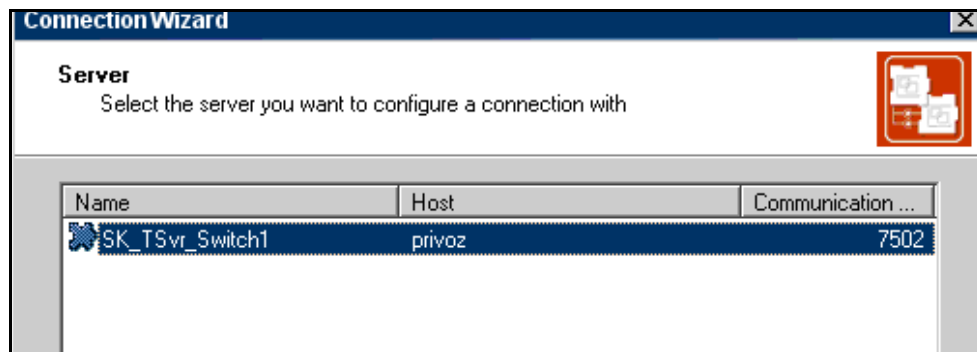 Connection Wizard
Server
Select the server you want to configure a connection with
Name Host Communication ...
SK_TSvr_Switch1 privoz 7502